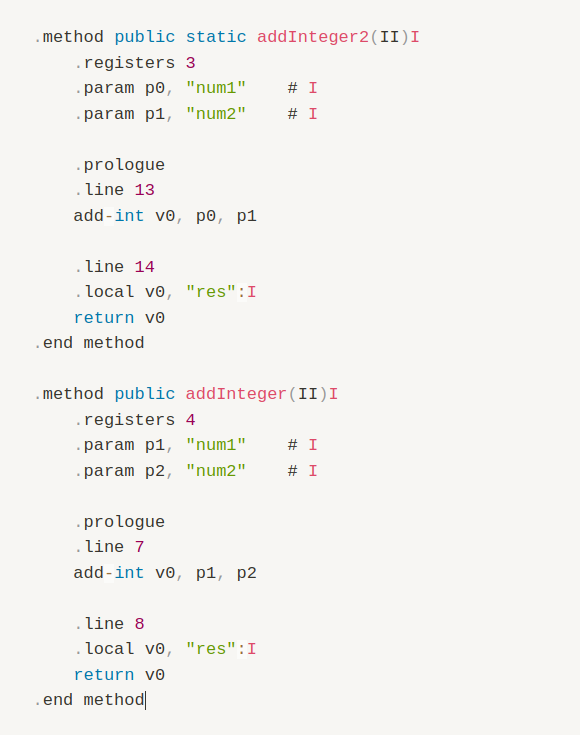 .method public static addInteger2(II)I
    .registers 3
    .param p0, "num1"    # I
    .param p1, "num2"    # I

    .prologue
    .line 13
    add-int v0, p0, p1

    .line 14
    .local v0, "res":I
    return v0
.end method

.method public addInteger(II)I
    .registers 4
    .param p1, "num1"    # I
    .param p2, "num2"    # I

    .prologue
    .line 7
    add-int v0, p1, p2

    .line 8
    .local v0, "res":I
    return v0
.end method